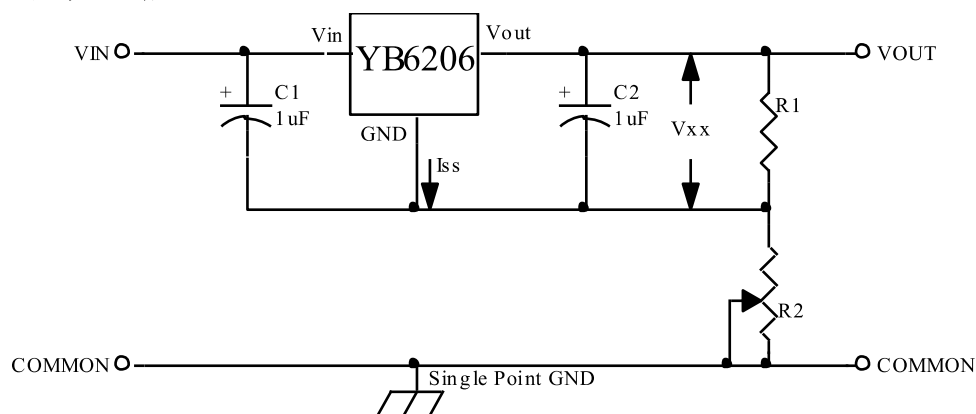 VIN
Vin
YB6206
Vout
VOUT
+
C1
1uF
GND
Iss
+
C2
1uF
Vxx
R1
R2
COMMON
Single Point GND
COMMON